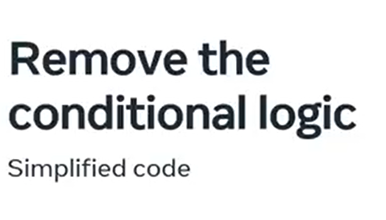 Remove the
conditional logic
Simplified code